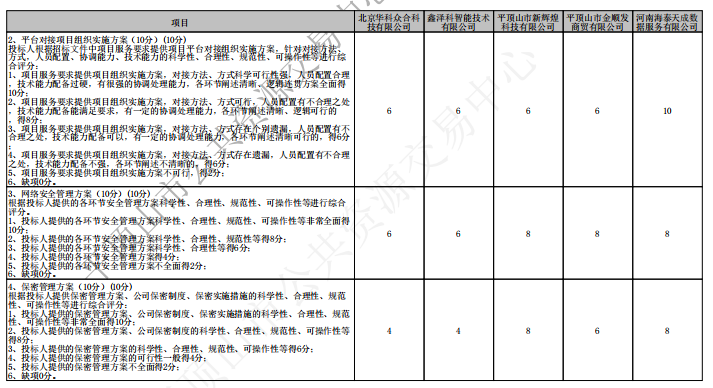 项目
北京华科众合科
技有限公司
鑫泽科智能技术
有限公司
平顶山市新辉煌
科技有限公司
平顶山市金顺发
商贸有限公司
河南海泰天成数
据服务有限公司
2、平台对接项目组织实施方案（10分）(10分)
投标人根据招标文件中项目服务要求提供项目平台对接组织实施方案，针对对接方法、
方式，人员配置、协调能力、技术能力的科学性、合理性、规范性、可操作性等进行综
合评分：
1、项目服务要求提供项目组织实施方案，对接方法、方式科学可行性强，人员配置合理
，技术能力配备过硬，有很强的协调处理能力，各环节阐述清晰、逻辑连贯方案全面得
10分；
2、项目服务要求提供项目组织实施方案，对接方法、方式可行，人员配置有不合理之处
，技术能力配备能满足要求，有一定的协调处理能力，各环节阐述清晰、逻辑可行的
，得8分；
3、项目服务要求提供项目组织实施方案，对接方法、方式存在个别遗漏，人员配置有不
合理之处，技术能力配备可以，有一定的协调处理能力，各环节阐述清晰可行的，得6分
；
4、项目服务要求提供项目组织实施方案，对接方法、方式存在遗漏，人员配置有不合理
之处，技术能力配备不强，各环节阐述不清晰的，得6分；
5、项目服务要求提供项目组织实施方案不可行，得2分；
6、缺项0分。
6
6
6
6
10
3、网络安全管理方案（10分）(10分)
根据投标人提供的各环节安全管理方案科学性、合理性、规范性、可操作性等进行综合
评分。
1、投标人提供的各环节安全管理方案科学性、合理性、规范性、可操作性等非常全面得
10分；
2、投标人提供的各环节安全管理方案科学性、合理性、规范性等得8分；
3、投标人提供的各环节安全管理方案科学性、合理性等得6分；
4、投标人提供的各环节安全管理方案得4分；
5、投标人提供的各环节安全管理方案不全面得2分；
6、缺项0分。
6
6
8
8
8
4、保密管理方案（10分）(10分)
根据投标人提供保密管理方案、公司保密制度、保密实施措施的科学性、合理性、规范
性、可操作性等进行综合评分：
1、投标人提供的保密管理方案、公司保密制度、保密实施措施的科学性、合理性、规范
性、可操作性等非常全面得10分；
2、投标人提供的保密管理方案、公司保密制度的科学性、合理性、规范性、可操作性等
得8分；
3、投标人提供的保密管理方案的科学性、合理性、规范性、可操作性等得6分；
4、投标人提供的保密管理方案的可行性一般得4分；
5、投标人提供的保密管理方案不全面得2分；
6、缺项0分。
4
4
8
6
8
平顶山市公共资源交易中心